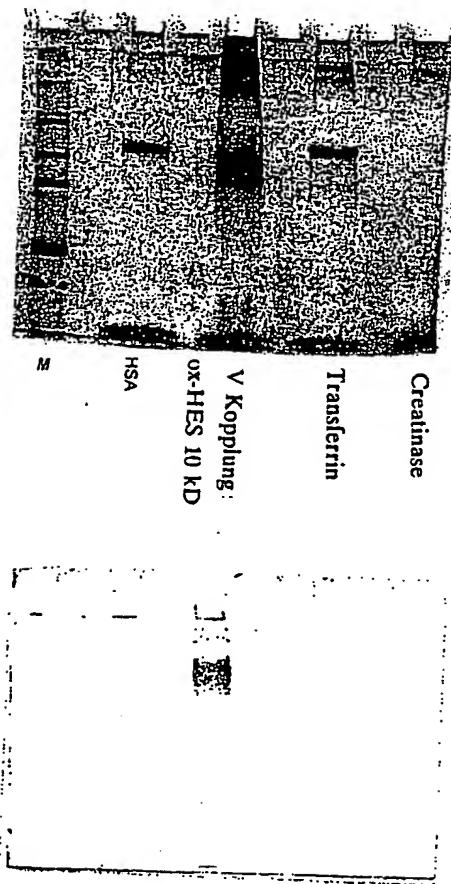 M
HSA
V Kopplung:
ox-HES 10 kD
Transferrin
Creatinase